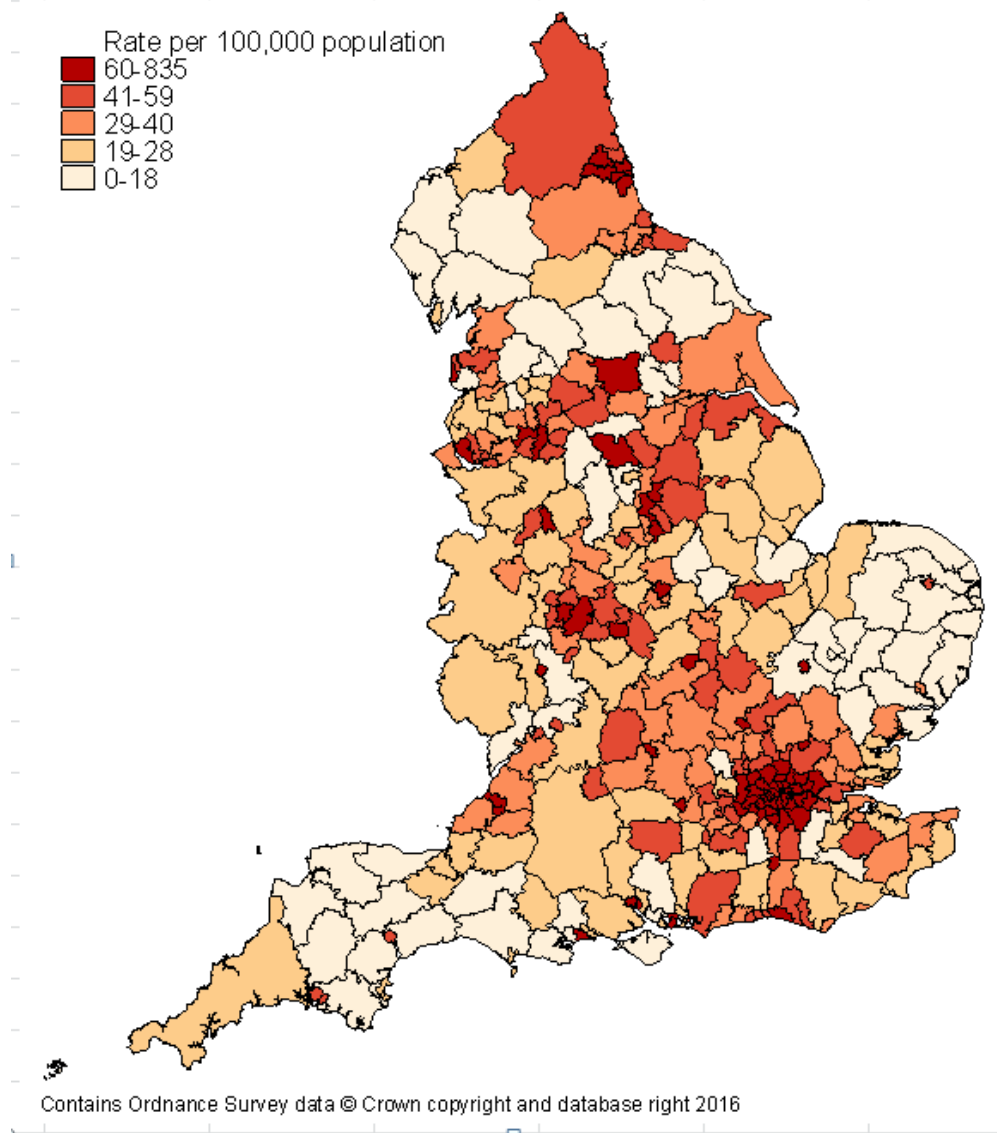 Rate per 100,000 population
60-835
41-59
29-40
19-28
0-18
Contains Ordnance Survey data © Crown copyright and database right 2016